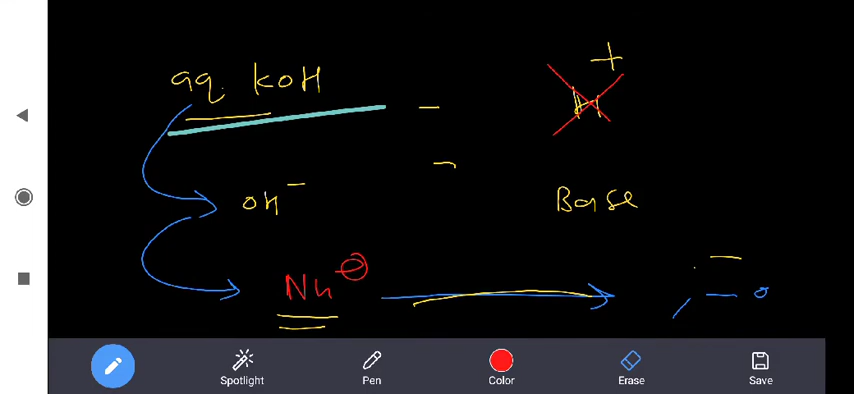 aq. KOH
H+
OH−
Base
Nu⊖
Spotlight Pen Color Erase Save